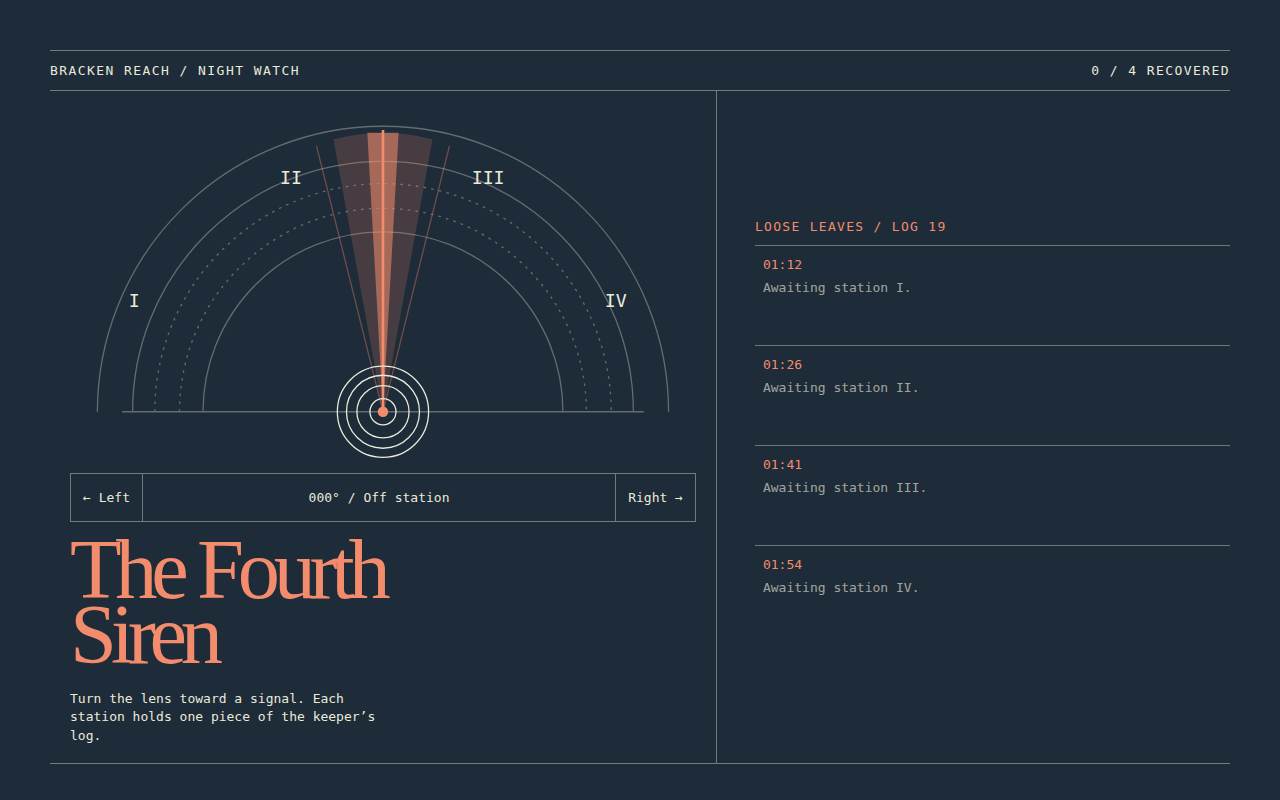 BRACKEN REACH / NIGHT WATCH
0 / 4 RECOVERED
II
III
I
IV
← Left
000° / Off station
Right →
The Fourth
Siren
Turn the lens toward a signal. Each
station holds one piece of the keeper’s
log.
LOOSE LEAVES / LOG 19
01:12
Awaiting station I.
01:26
Awaiting station II.
01:41
Awaiting station III.
01:54
Awaiting station IV.